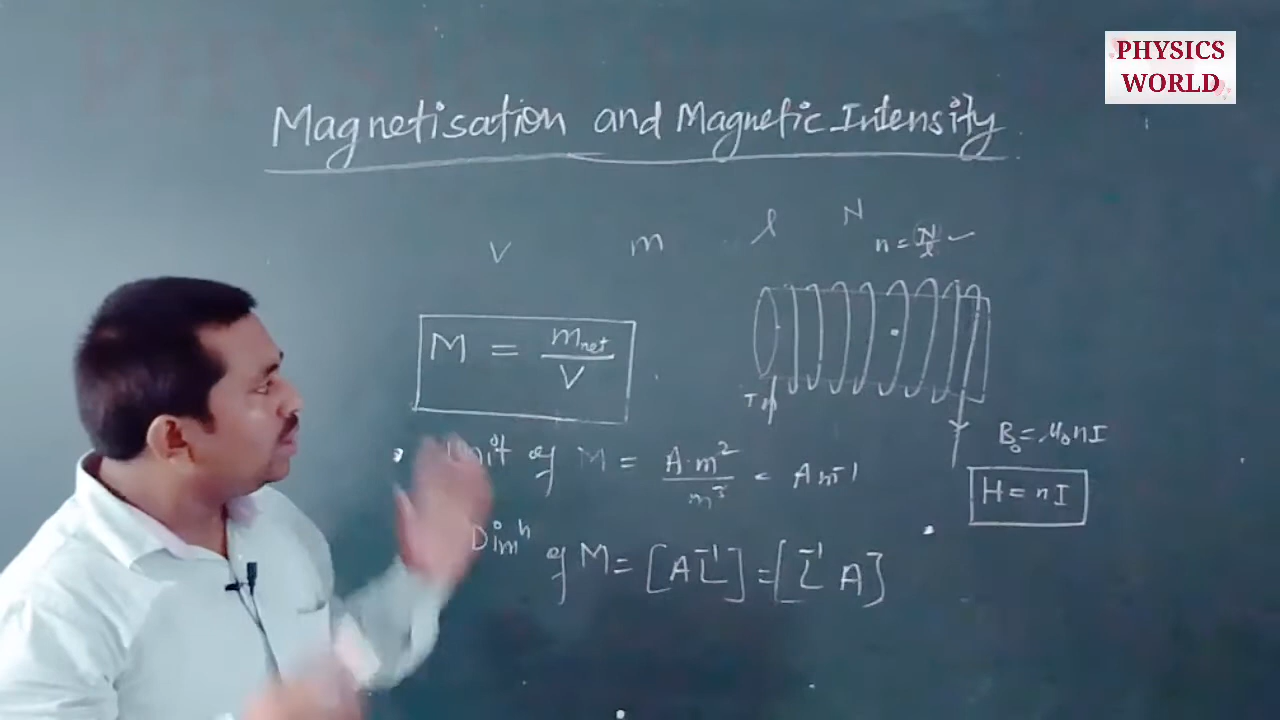 PHYSICS
WORLD
Magnetisation and Magnetic Intensity
V m l N
n = N/l
M = m_net/V
Unit of M = A·m²/m³ = Am⁻¹
Dimⁿ of M = [AL⁻¹] = [L⁻¹A]
I
B₀ = μ₀nI
H = nI